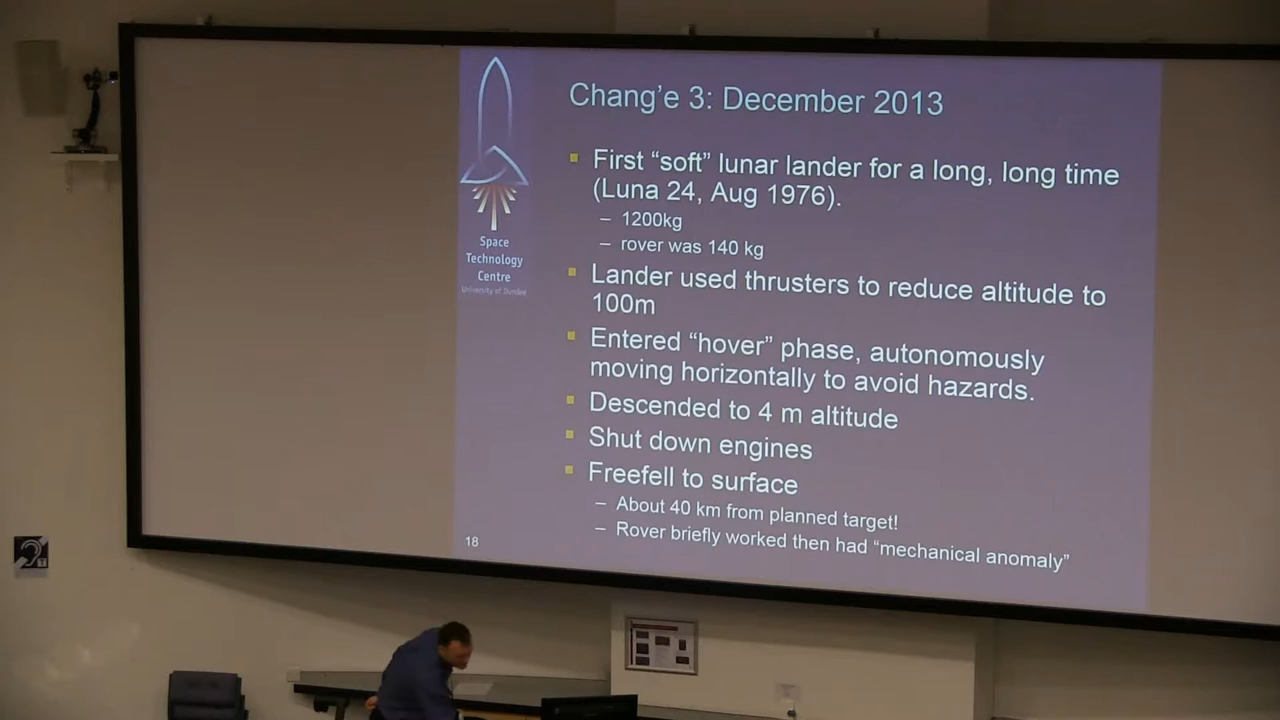 Chang’e 3: December 2013
First “soft” lunar lander for a long, long time
(Luna 24, Aug 1976).
– 1200kg
– rover was 140 kg
Lander used thrusters to reduce altitude to
100m
Entered “hover” phase, autonomously
moving horizontally to avoid hazards.
Descended to 4 m altitude
Shut down engines
Freefell to surface
– About 40 km from planned target!
– Rover briefly worked then had “mechanical anomaly”
Space
Technology
Centre
University of Dundee
18
T